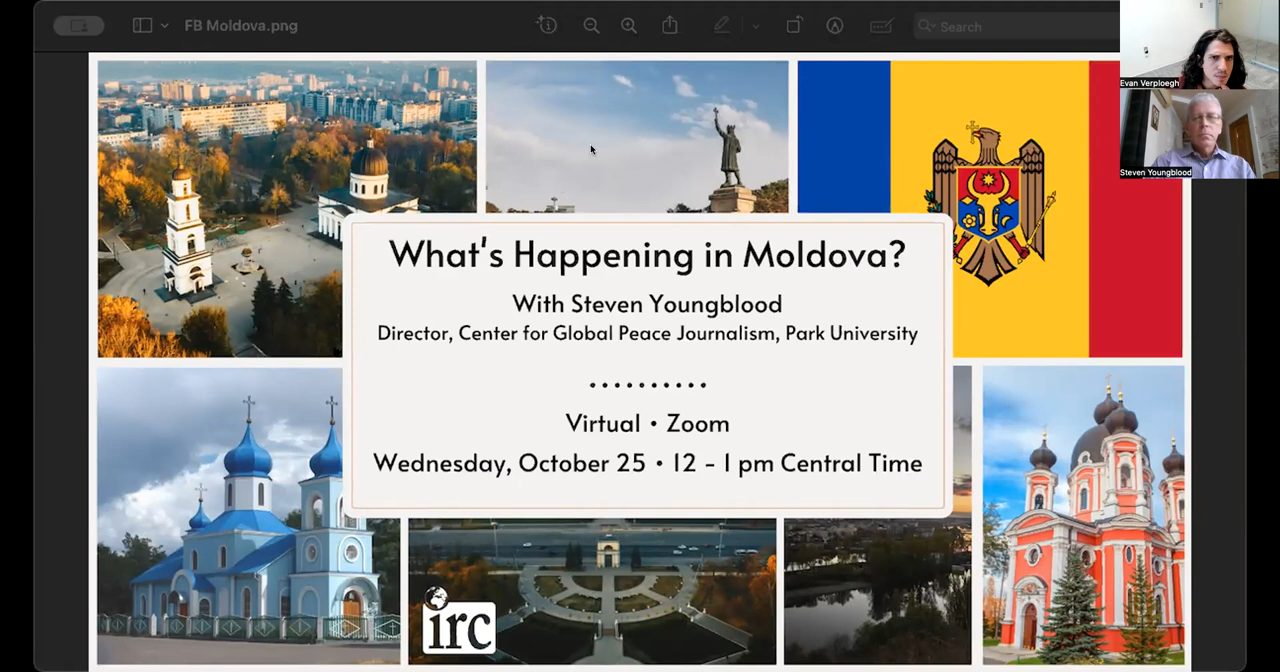 FB Moldova.png
Search
Evan Verploegh
Steven Youngblood
What's Happening in Moldova?
With Steven Youngblood
Director, Center for Global Peace Journalism, Park University
Virtual • Zoom
Wednesday, October 25 • 12 - 1 pm Central Time
irc